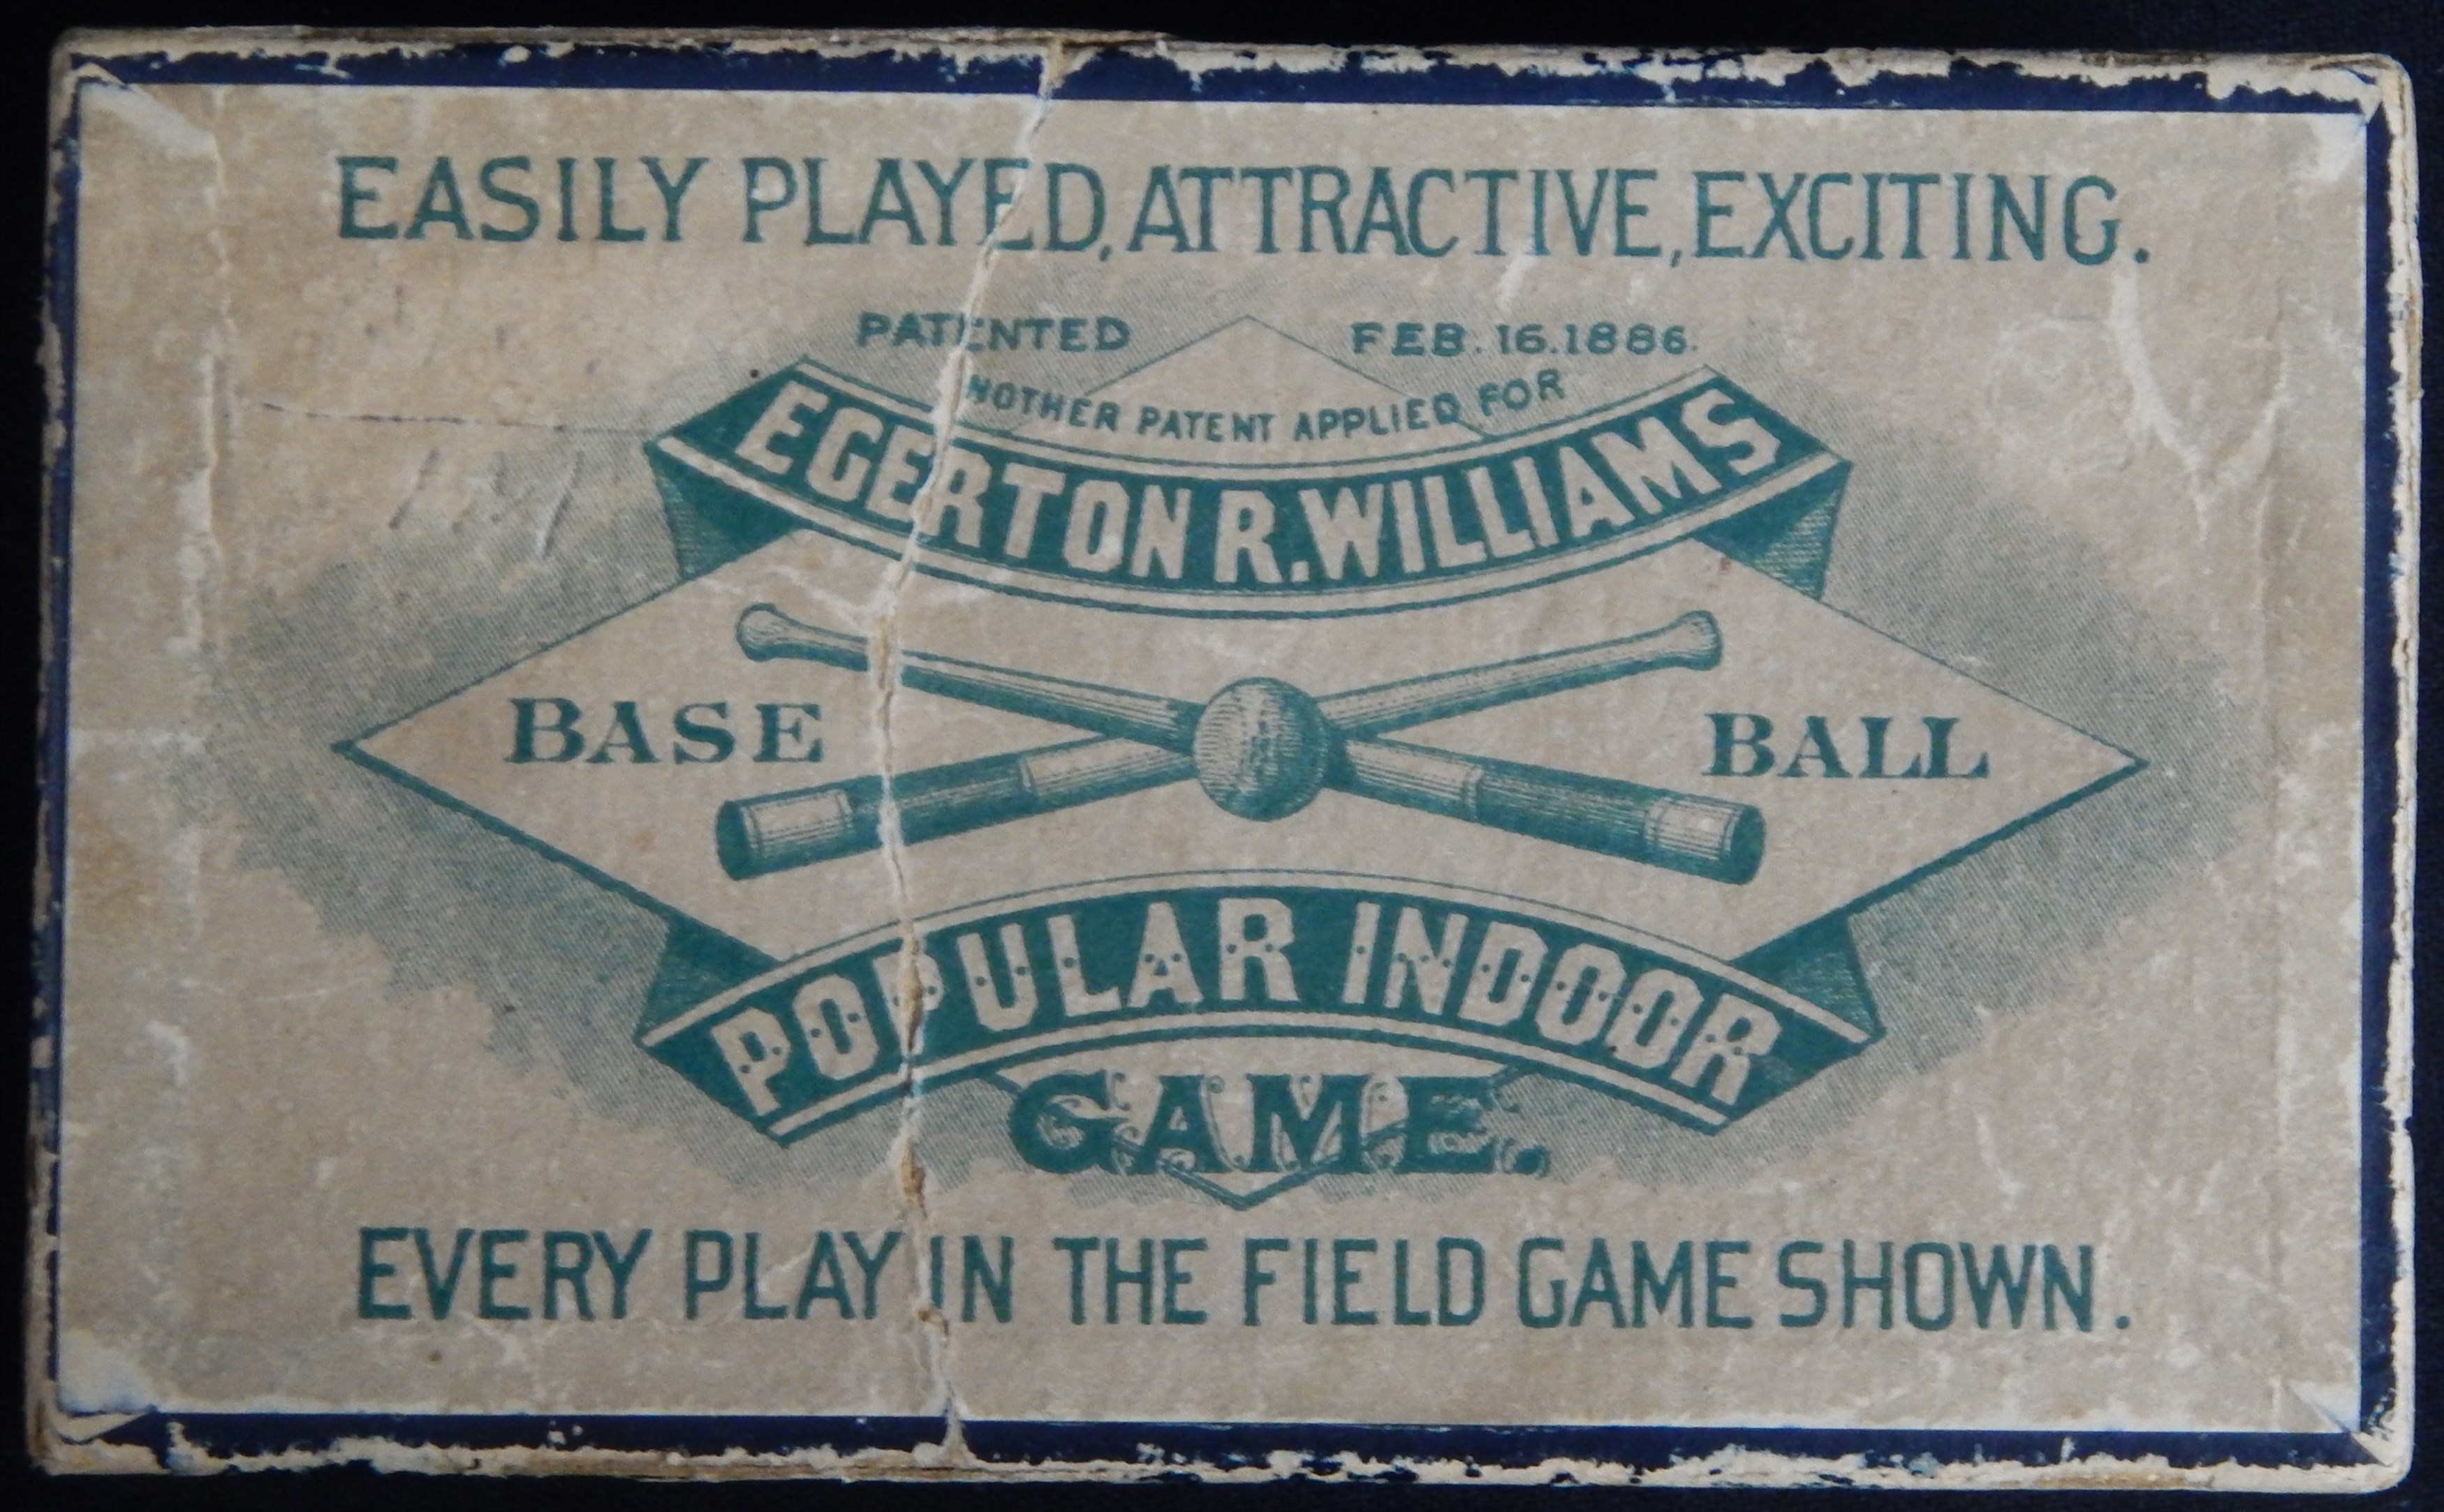 EASILY PLAYED, ATTRACTIVE, EXCITING.
PATENTED FEB. 16. 1886.
NOTHER PATENT APPLIED FOR
EGERTON R. WILLIAMS
BASE BALL
POPULAR INDOOR
GAME.
EVERY PLAY IN THE FIELD GAME SHOWN.